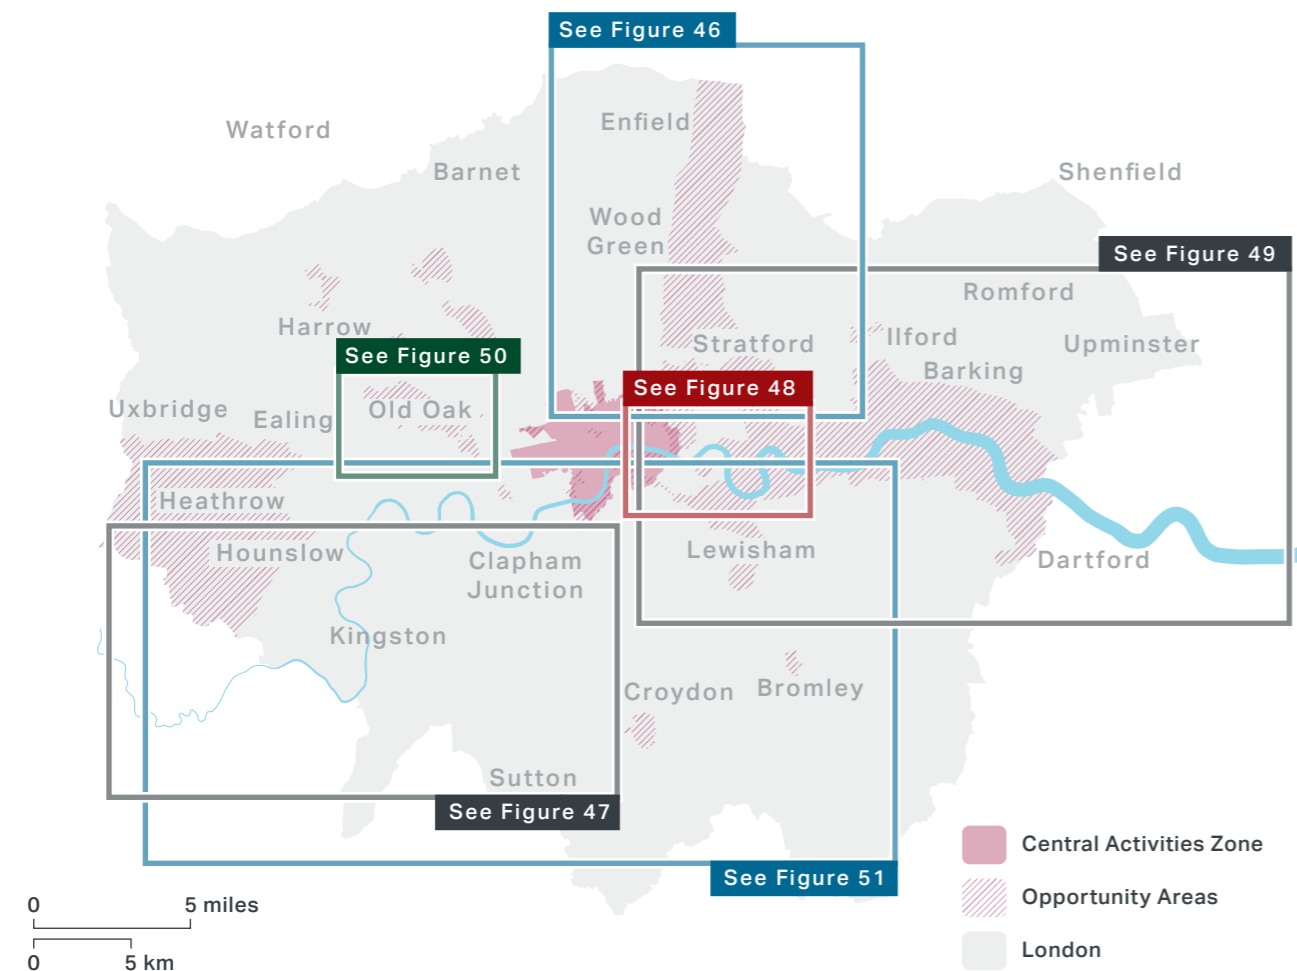 See Figure 46
Enfield
Watford
Barnet
Shenfield
Wood
Green
See Figure 49
Romford
Harrow
Stratford
Ilford
Upminster
See Figure 50
Barking
See Figure 48
Uxbridge
Ealing
Old Oak
Heathrow
Hounslow
Clapham
Junction
Lewisham
Dartford
Kingston
Croydon
Bromley
Sutton
See Figure 47
See Figure 51
Central Activities Zone
Opportunity Areas
London
0 5 miles
0 5 km